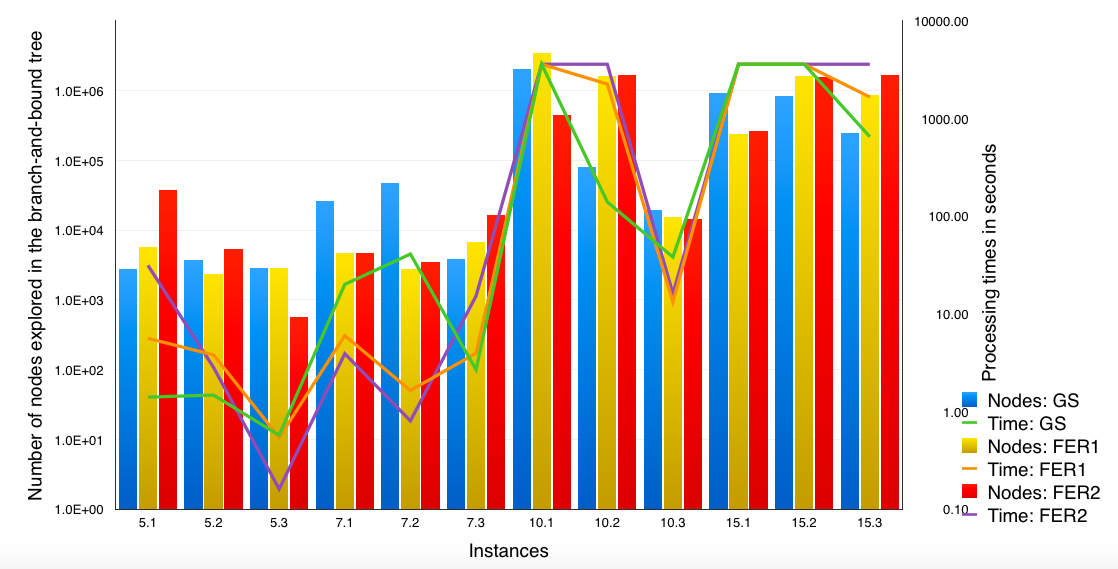 Number of nodes explored in the branch-and-bound tree
1.0E+06
1.0E+05
1.0E+04
1.0E+03
1.0E+02
1.0E+01
1.0E+00
5.1 5.2 5.3 7.1 7.2 7.3 10.1 10.2 10.3 15.1 15.2 15.3
Instances
10000.00
1000.00
100.00
10.00
1.00
0.10
Processing times in seconds
Nodes: GS
Time: GS
Nodes: FER1
Time: FER1
Nodes: FER2
Time: FER2